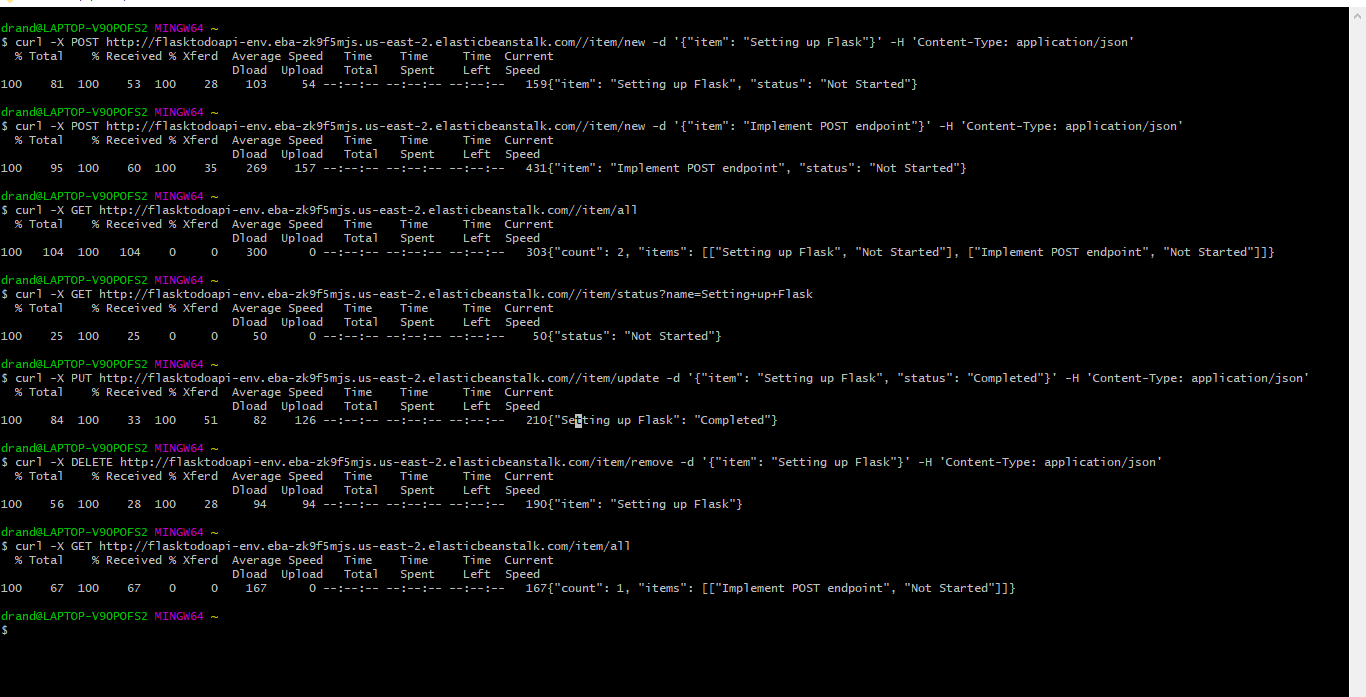 drand@LAPTOP-V9OPOFS2 MINGW64 ~
$ curl -X POST http://flasktodoapi-env.eba-zk9f5mjs.us-east-2.elasticbeanstalk.com//item/new -d '{"item": "Setting up Flask"}' -H 'Content-Type: application/json'
  % Total    % Received % Xferd  Average Speed   Time    Time     Time  Current
                                 Dload  Upload   Total   Spent    Left  Speed
100    81  100    53  100    28    103     54 --:--:-- --:--:-- --:--:--   159{"item": "Setting up Flask", "status": "Not Started"}
drand@LAPTOP-V9OPOFS2 MINGW64 ~
$ curl -X POST http://flasktodoapi-env.eba-zk9f5mjs.us-east-2.elasticbeanstalk.com//item/new -d '{"item": "Implement POST endpoint"}' -H 'Content-Type: application/json'
  % Total    % Received % Xferd  Average Speed   Time    Time     Time  Current
                                 Dload  Upload   Total   Spent    Left  Speed
100    95  100    60  100    35    269    157 --:--:-- --:--:-- --:--:--   431{"item": "Implement POST endpoint", "status": "Not Started"}
drand@LAPTOP-V9OPOFS2 MINGW64 ~
$ curl -X GET http://flasktodoapi-env.eba-zk9f5mjs.us-east-2.elasticbeanstalk.com//item/all
  % Total    % Received % Xferd  Average Speed   Time    Time     Time  Current
                                 Dload  Upload   Total   Spent    Left  Speed
100   104  100   104    0     0    300      0 --:--:-- --:--:-- --:--:--   303{"count": 2, "items": [["Setting up Flask", "Not Started"], ["Implement POST endpoint", "Not Started"]]}
drand@LAPTOP-V9OPOFS2 MINGW64 ~
$ curl -X GET http://flasktodoapi-env.eba-zk9f5mjs.us-east-2.elasticbeanstalk.com//item/status?name=Setting+up+Flask
  % Total    % Received % Xferd  Average Speed   Time    Time     Time  Current
                                 Dload  Upload   Total   Spent    Left  Speed
100    25  100    25    0     0     50      0 --:--:-- --:--:-- --:--:--    50{"status": "Not Started"}
drand@LAPTOP-V9OPOFS2 MINGW64 ~
$ curl -X PUT http://flasktodoapi-env.eba-zk9f5mjs.us-east-2.elasticbeanstalk.com//item/update -d '{"item": "Setting up Flask", "status": "Completed"}' -H 'Content-Type: application/json'
  % Total    % Received % Xferd  Average Speed   Time    Time     Time  Current
                                 Dload  Upload   Total   Spent    Left  Speed
100    84  100    33  100    51     82    126 --:--:-- --:--:-- --:--:--   210{"Setting up Flask": "Completed"}
drand@LAPTOP-V9OPOFS2 MINGW64 ~
$ curl -X DELETE http://flasktodoapi-env.eba-zk9f5mjs.us-east-2.elasticbeanstalk.com/item/remove -d '{"item": "Setting up Flask"}' -H 'Content-Type: application/json'
  % Total    % Received % Xferd  Average Speed   Time    Time     Time  Current
                                 Dload  Upload   Total   Spent    Left  Speed
100    56  100    28  100    28     94     94 --:--:-- --:--:-- --:--:--   190{"item": "Setting up Flask"}
drand@LAPTOP-V9OPOFS2 MINGW64 ~
$ curl -X GET http://flasktodoapi-env.eba-zk9f5mjs.us-east-2.elasticbeanstalk.com/item/all
  % Total    % Received % Xferd  Average Speed   Time    Time     Time  Current
                                 Dload  Upload   Total   Spent    Left  Speed
100    67  100    67    0     0    167      0 --:--:-- --:--:-- --:--:--   167{"count": 1, "items": [["Implement POST endpoint", "Not Started"]]}
drand@LAPTOP-V9OPOFS2 MINGW64 ~
$